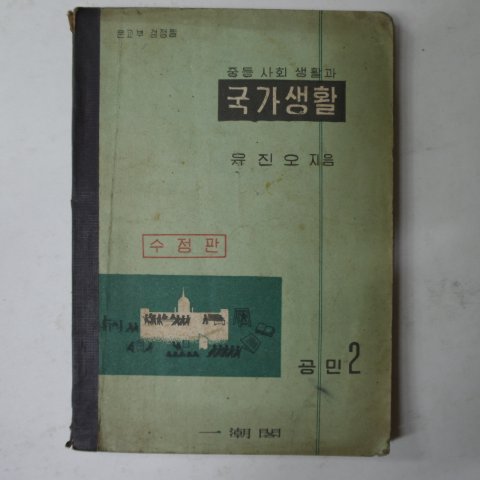 문교부 검정필
중등 사회 생활과
국가생활
유 진 오 지음
수정판
공민 2
一潮閣